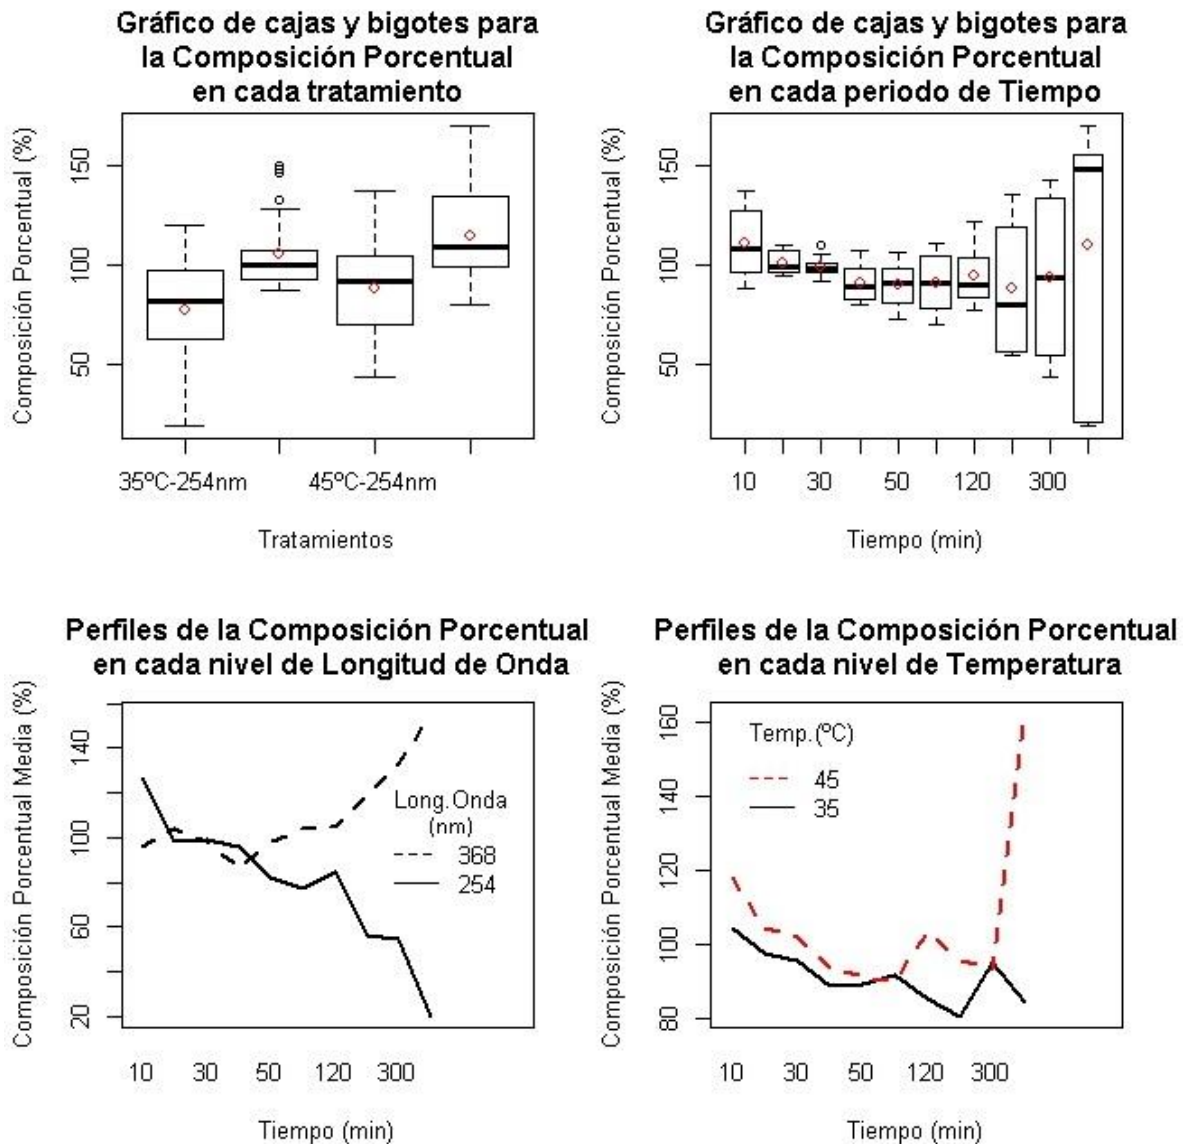 Gráfico de cajas y bigotes para
la Composición Porcentual
en cada tratamiento
Composición Porcentual (%)
150
100
50
35ºC-254nm
45ºC-254nm
Tratamientos
Gráfico de cajas y bigotes para
la Composición Porcentual
en cada periodo de Tiempo
Composición Porcentual (%)
150
100
50
10
30
50
120
300
Tiempo (min)
Perfiles de la Composición Porcentual
en cada nivel de Longitud de Onda
Composición Porcentual Media (%)
140
100
60
20
Long.Onda
(nm)
368
254
10
30
50
120
300
Tiempo (min)
Perfiles de la Composición Porcentual
en cada nivel de Temperatura
Composición Porcentual Media (%)
160
140
120
100
80
Temp.(ºC)
45
35
10
30
50
120
300
Tiempo (min)